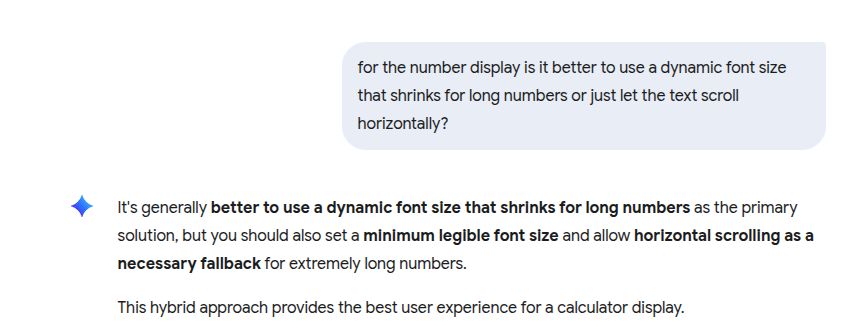 for the number display is it better to use a dynamic font size
that shrinks for long numbers or just let the text scroll
horizontally?
It's generally better to use a dynamic font size that shrinks for long numbers as the primary
solution, but you should also set a minimum legible font size and allow horizontal scrolling as a
necessary fallback for extremely long numbers.
This hybrid approach provides the best user experience for a calculator display.